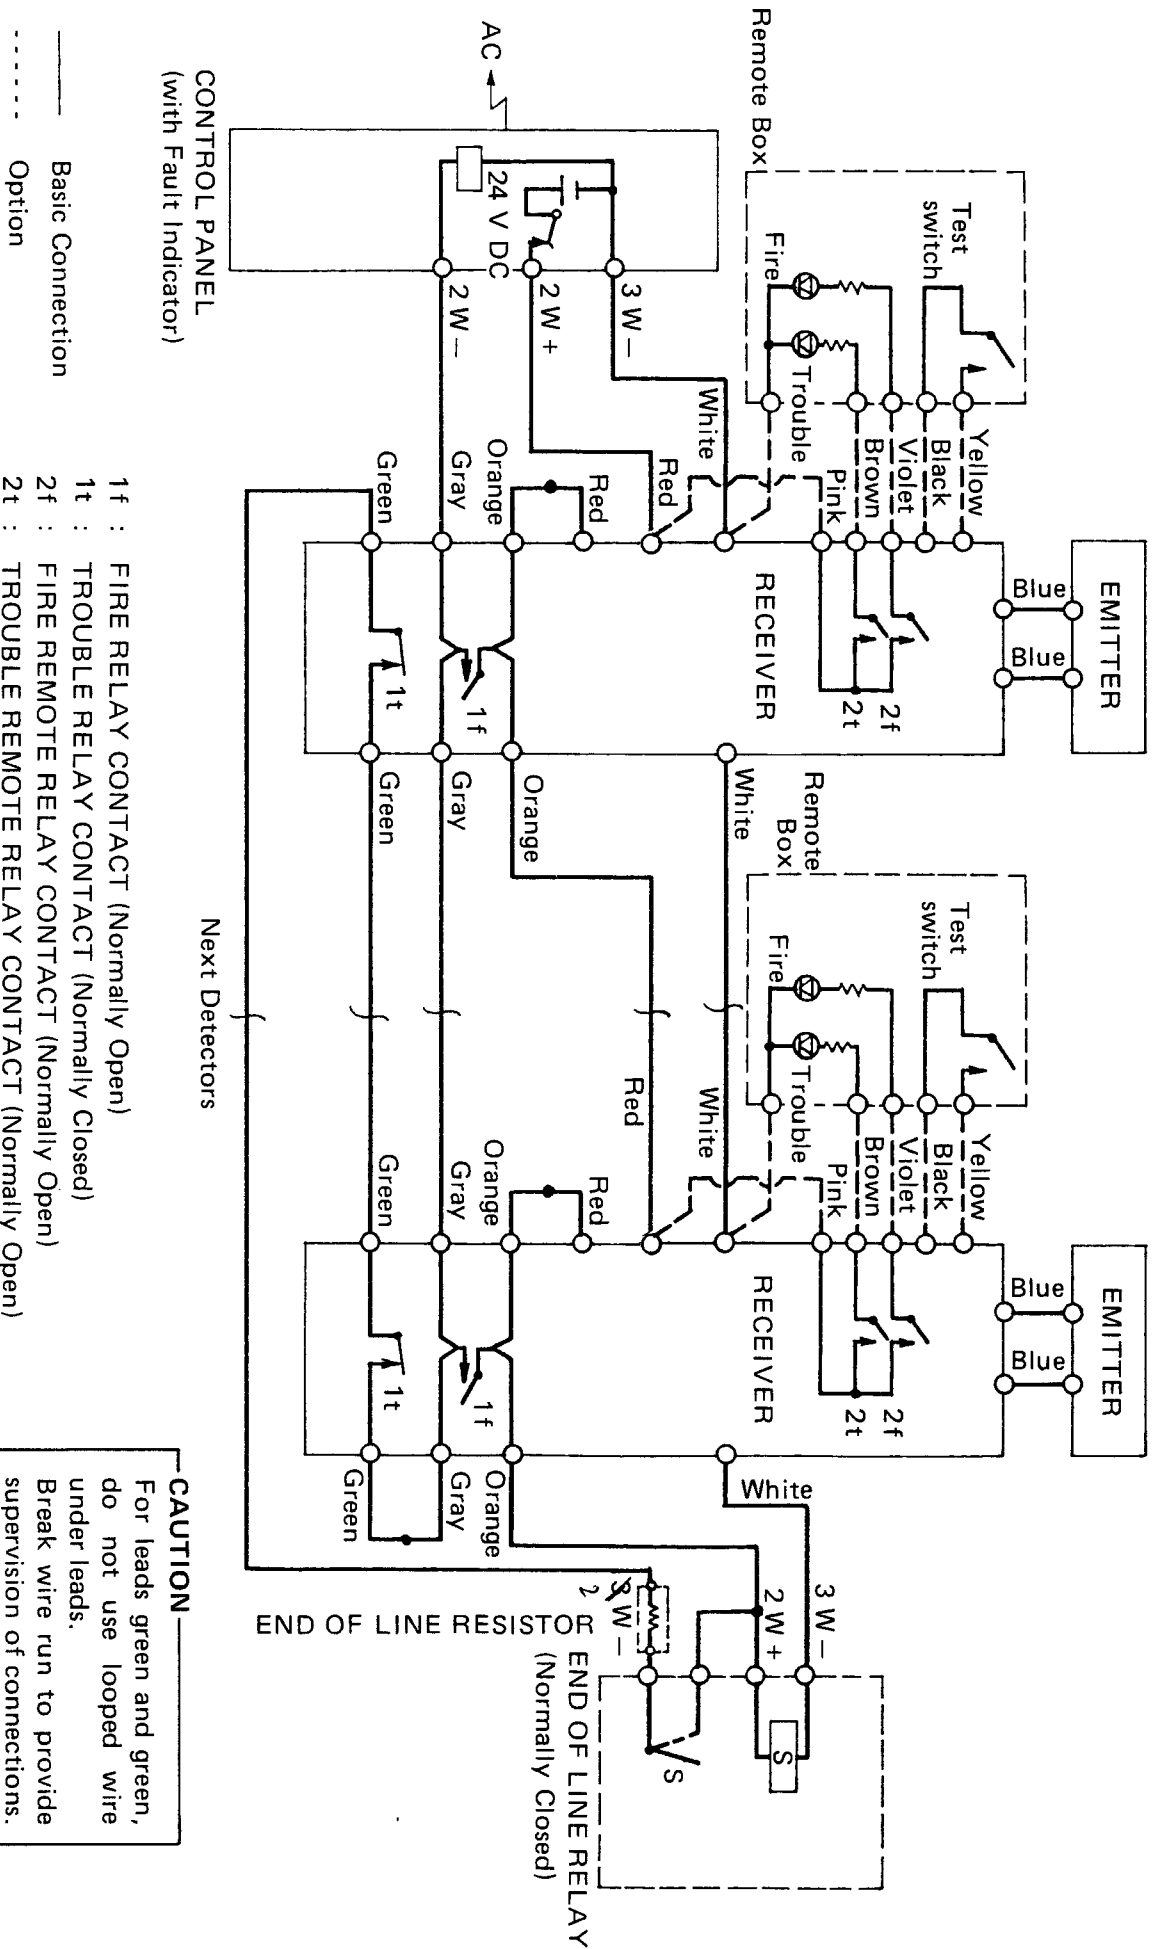 EMITTER
EMITTER
Blue
Blue
Blue
Blue
Remote Box
Test
switch
Fire
Trouble
Yellow
Black
Violet
Brown
Pink
2f
2t
RECEIVER
Remote
Box
Test
switch
Fire
Trouble
Yellow
Black
Violet
Brown
Pink
2f
2t
RECEIVER
AC
3 W –
2 W +
24 V DC
2 W –
White
Red
Red
Orange
Gray
Green
1f
1t
White
Orange
Gray
Green
White
Red
Red
Orange
Gray
Green
1f
1t
White
Orange
Gray
Green
3 W –
2 W +
3 W –
2
S
S
END OF LINE RESISTOR
END OF LINE RELAY
(Normally Closed)
CONTROL PANEL
(with Fault Indicator)
Next Detectors
Basic Connection
Option
1f : FIRE RELAY CONTACT (Normally Open)
1t : TROUBLE RELAY CONTACT (Normally Closed)
2f : FIRE REMOTE RELAY CONTACT (Normally Open)
2t : TROUBLE REMOTE RELAY CONTACT (Normally Open)
CAUTION
For leads green and green,
do not use looped wire
under leads.
Break wire run to provide
supervision of connections.